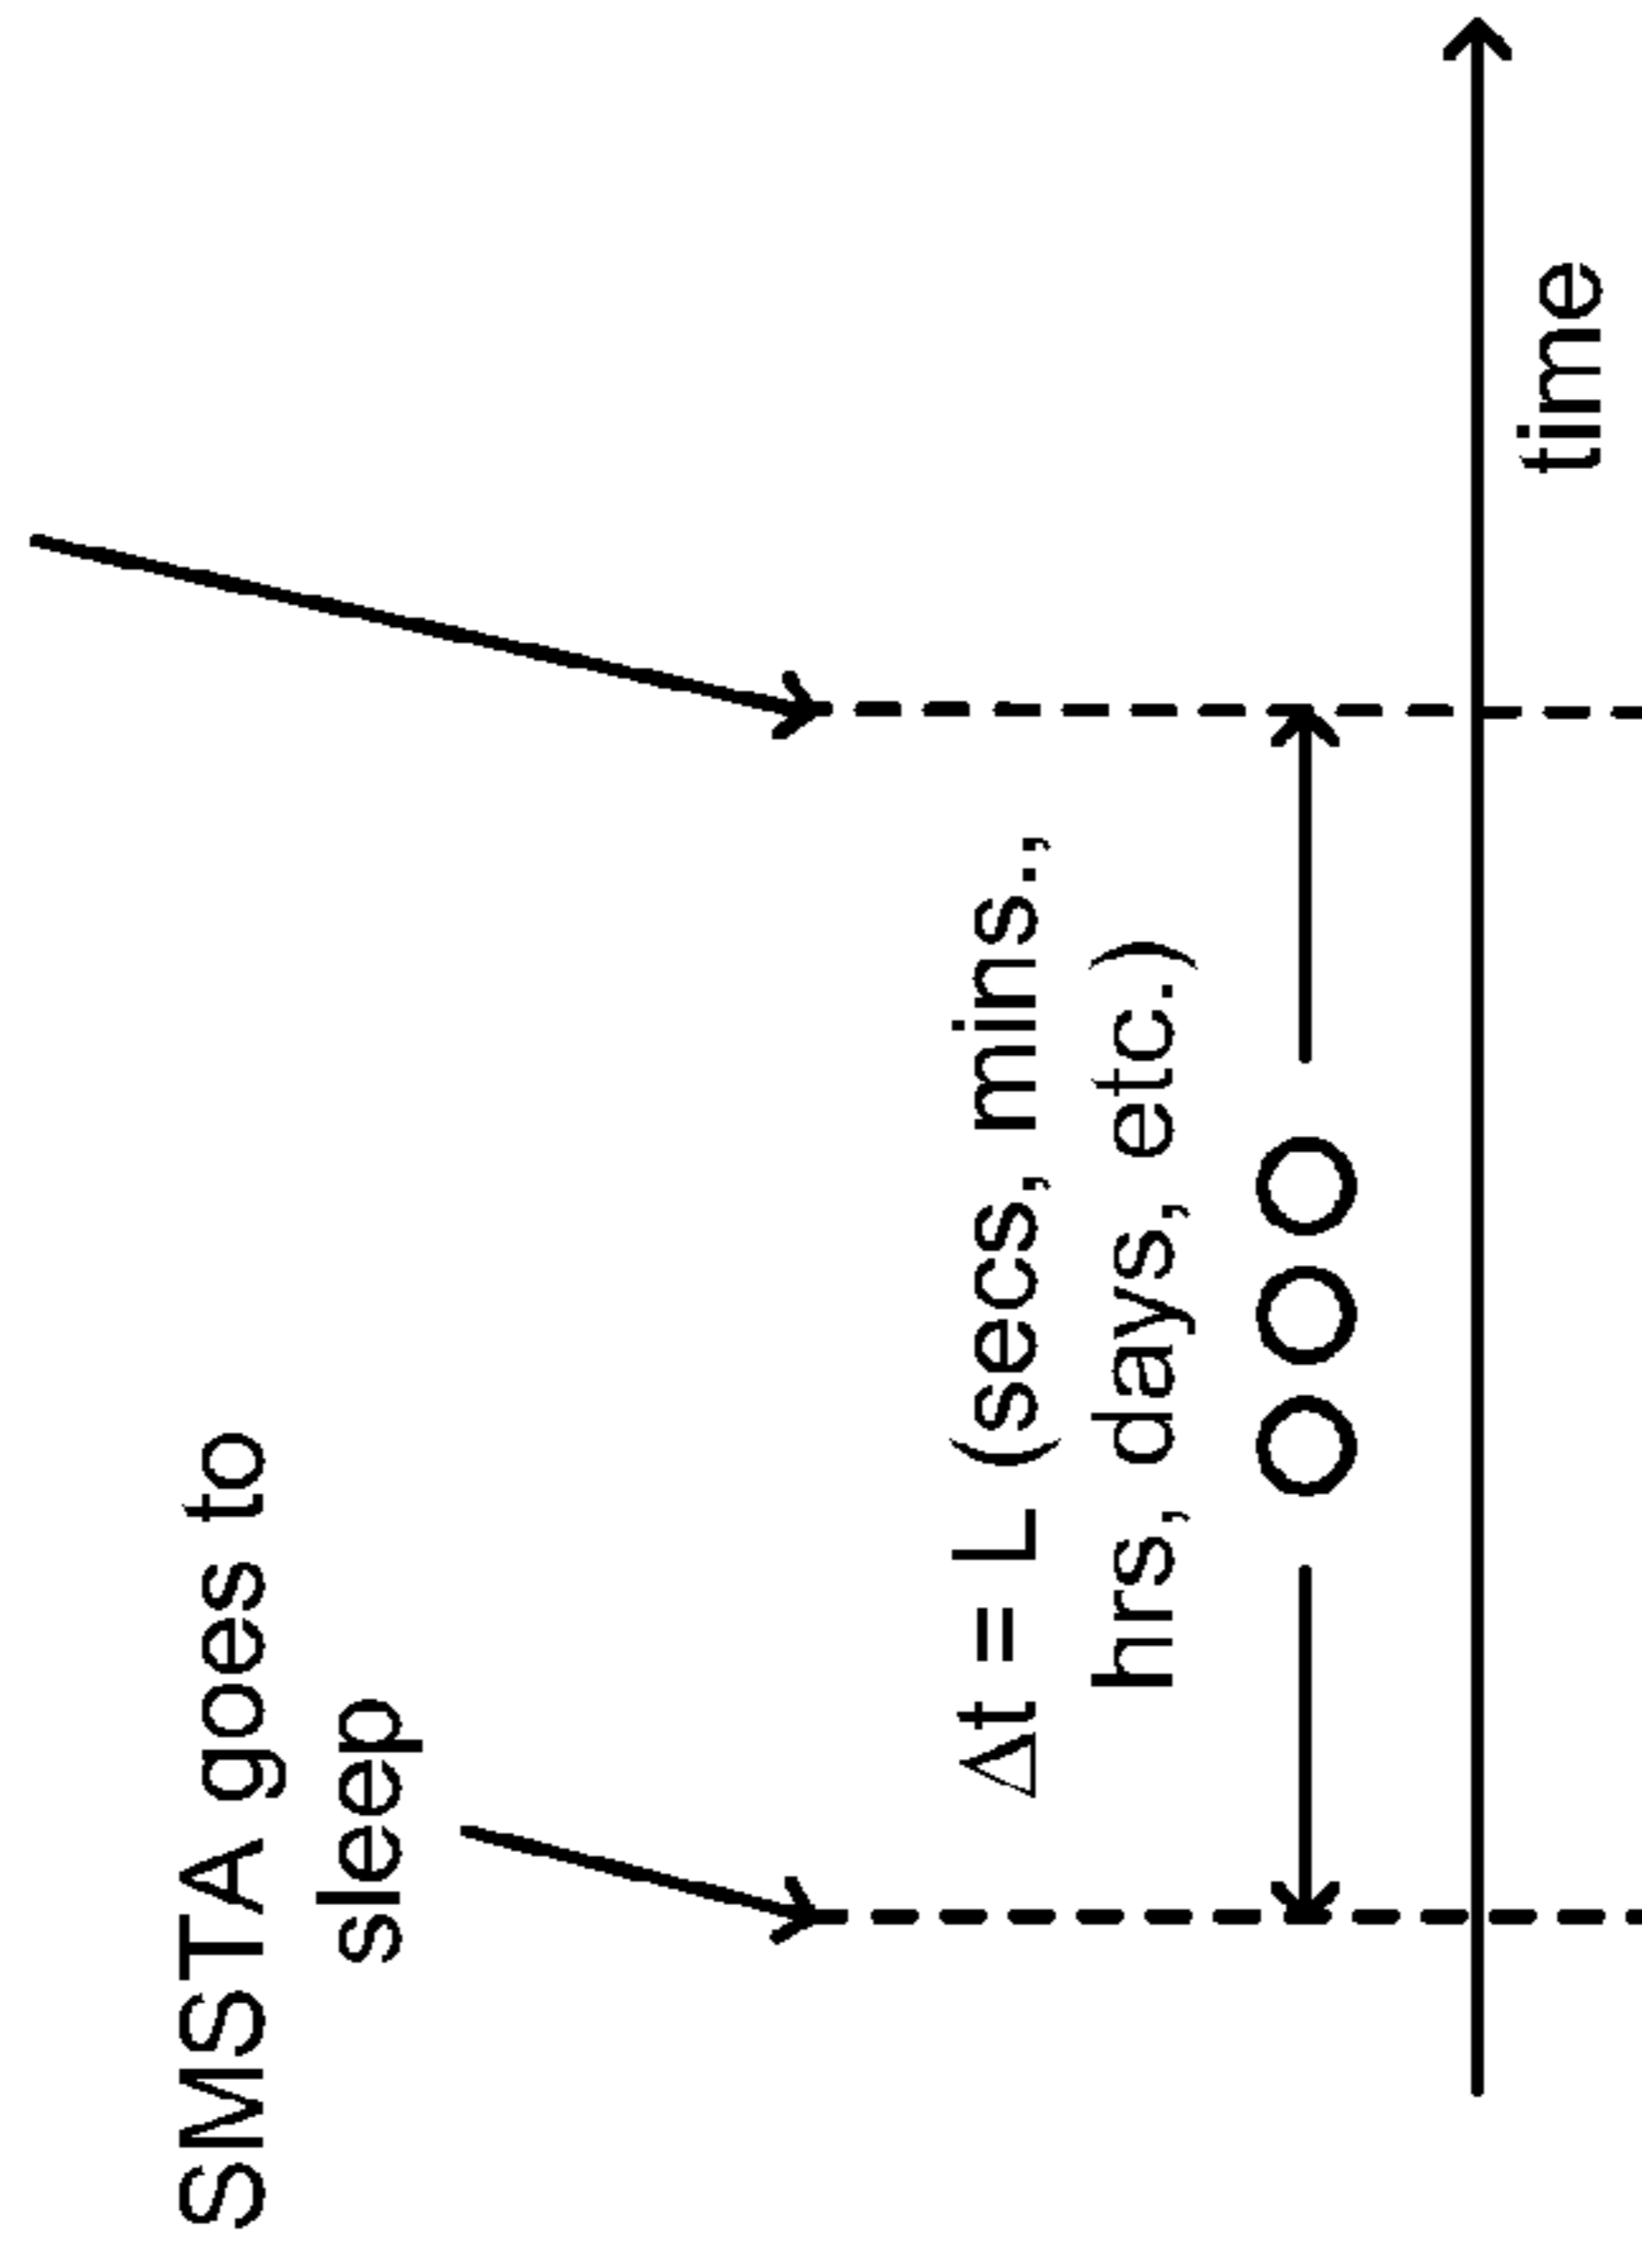 SMSTA goes to
sleep
Δt = L (secs, mins.,
hrs, days, etc.)
time